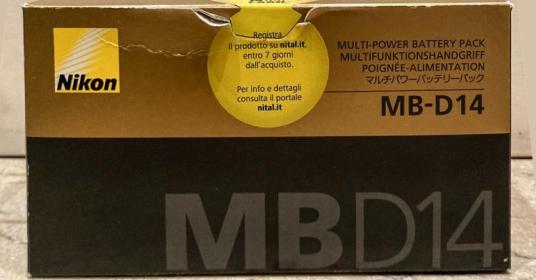 Nikon
Registra
il prodotto su nital.it.
entro 7 giorni
dall'acquisto.
Per info e dettagli
consulta il portale
nital.it
MULTI-POWER BATTERY PACK
MULTIFUNKTIONSHANDGRIFF
POIGNÉE-ALIMENTATION
マルチパワーバッテリーパック
MB-D14
MBD14